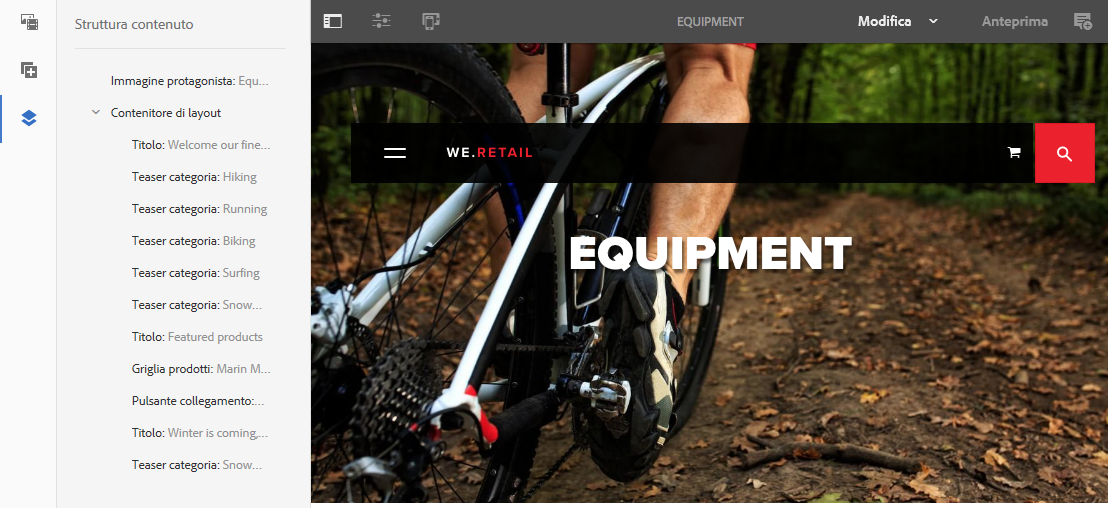 Struttura contenuto
Immagine protagonista: Equ...
Contenitore di layout
Titolo: Welcome our fine...
Teaser categoria: Hiking
Teaser categoria: Running
Teaser categoria: Biking
Teaser categoria: Surfing
Teaser categoria: Snow...
Titolo: Featured products
Griglia prodotti: Marin M...
Pulsante collegamento:...
Titolo: Winter is coming,...
Teaser categoria: Snow...
EQUIPMENT
Modifica
Anteprima
WE.RETAIL
EQUIPMENT